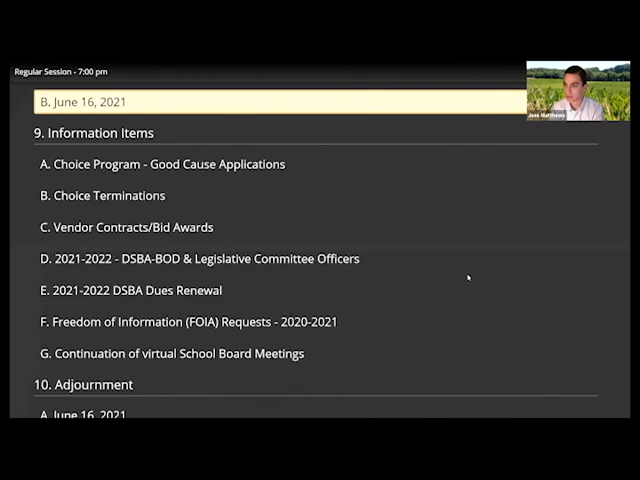 Regular Session - 7:00 pm
B. June 16, 2021
Jose Matthews
9. Information Items
A. Choice Program - Good Cause Applications
B. Choice Terminations
C. Vendor Contracts/Bid Awards
D. 2021-2022 - DSBA-BOD & Legislative Committee Officers
E. 2021-2022 DSBA Dues Renewal
F. Freedom of Information (FOIA) Requests - 2020-2021
G. Continuation of virtual School Board Meetings
10. Adjournment
A. June 16, 2021